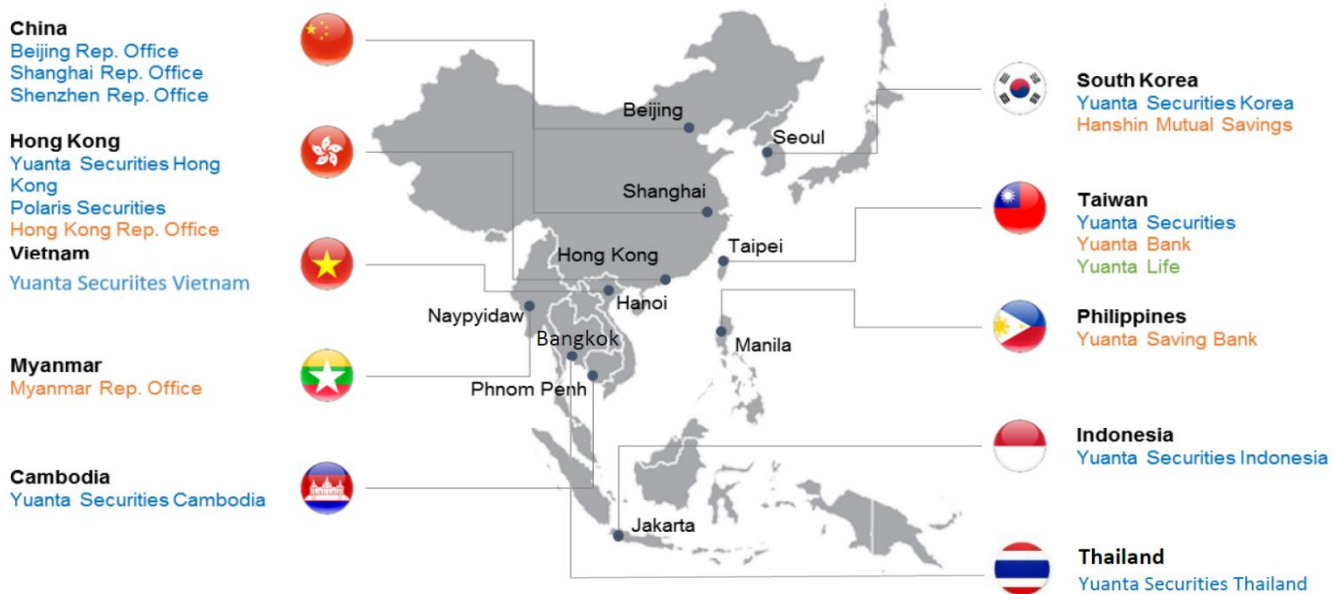 China
Beijing Rep. Office
Shanghai Rep. Office
Shenzhen Rep. Office
Hong Kong
Yuanta Securities Hong
Kong
Polaris Securities
Hong Kong Rep. Office
Vietnam
Yuanta Securiites Vietnam
Myanmar
Myanmar Rep. Office
Cambodia
Yuanta Securities Cambodia
Beijing
Seoul
Shanghai
Taipei
Hong Kong
Hanoi
Naypyidaw
Bangkok
Manila
Phnom Penh
Jakarta
South Korea
Yuanta Securities Korea
Hanshin Mutual Savings
Taiwan
Yuanta Securities
Yuanta Bank
Yuanta Life
Philippines
Yuanta Saving Bank
Indonesia
Yuanta Securities Indonesia
Thailand
Yuanta Securities Thailand